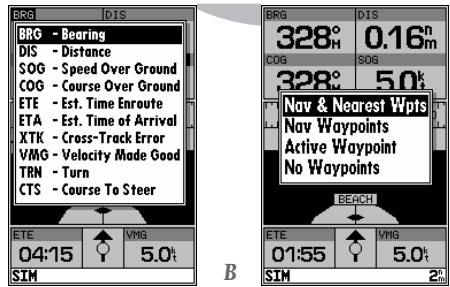 BRG DIS
BRG - Bearing
DIS - Distance
SOG - Speed Over Ground
COG - Course Over Ground
ETE - Est. Time Enroute
ETA - Est. Time of Arrival
XTK - Cross-Track Error
VMG - Velocity Made Good
TRN - Turn
CTS - Course To Steer
ETE VMG
04:15 5.0kt
SIM
B
BRG DIS
328°M 0.16nm
COG SOG
328°M 5.0kt
Nav & Nearest Wpts
Nav Waypoints
Active Waypoint
No Waypoints
BEACH
ETE VMG
01:55 5.0kt
SIM 2nm